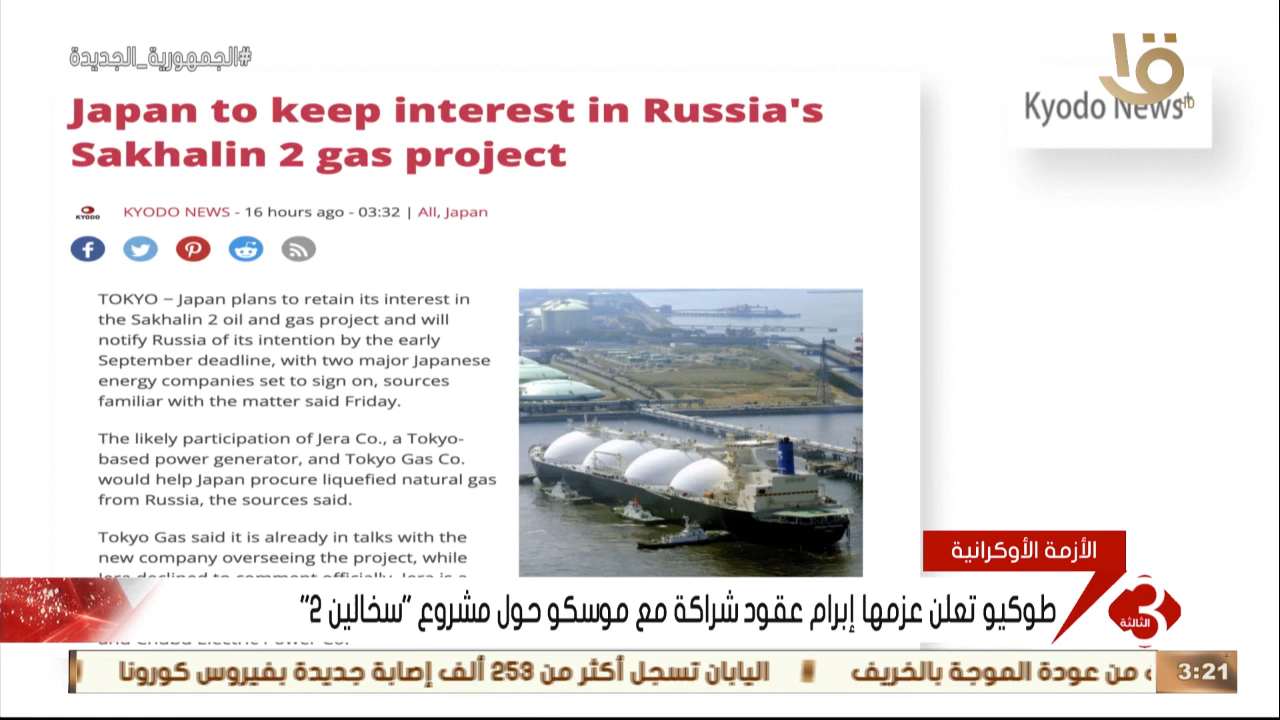 #الجمهورية_الجديدة
Japan to keep interest in Russia's
Sakhalin 2 gas project
KYODO
KYODO NEWS - 16 hours ago - 03:32 | All, Japan
TOKYO – Japan plans to retain its interest in
the Sakhalin 2 oil and gas project and will
notify Russia of its intention by the early
September deadline, with two major Japanese
energy companies set to sign on, sources
familiar with the matter said Friday.
The likely participation of Jera Co., a Tokyo-
based power generator, and Tokyo Gas Co.
would help Japan procure liquefied natural gas
from Russia, the sources said.
Tokyo Gas said it is already in talks with the
new company overseeing the project, while
Kyodo News+
HD
الأزمة الأوكرانية
طوكيو تعلن عزمها إبرام عقود شراكة مع موسكو حول مشروع "سخالين 2"
3
الثالثة
من عودة الموجة بالخريف
اليابان تسجل أكثر من 253 ألف إصابة جديدة بفيروس كورونا
3:21